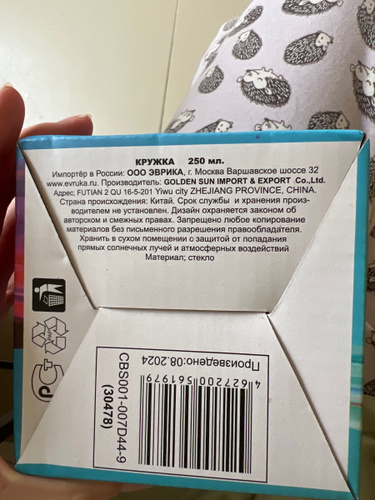 КРУЖКА 250 мл.
Импортёр в России: ООО ЭВРИКА, г. Москва Варшавское шоссе 32
www.evruka.ru. Производитель: GOLDEN SUN IMPORT & EXPORT Co.,Ltd.
Адрес: FUTIAN 2 QU 16-5-201 Yiwu city ZHEJIANG PROVINCE, CHINA.
Страна происхождения: Китай. Срок службы и хранения произ-
водителем не установлен. Дизайн охраняется законом об
авторском и смежных правах. Запрещено любое копирование
материалов без письменного разрешения правообладателя.
Хранить в сухом помещении с защитой от попадания
прямых солнечных лучей и атмосферных воздействий
Материал; стекло
Произведено:08.2024
4627200561979
CBS001-007D44-9
(30478)